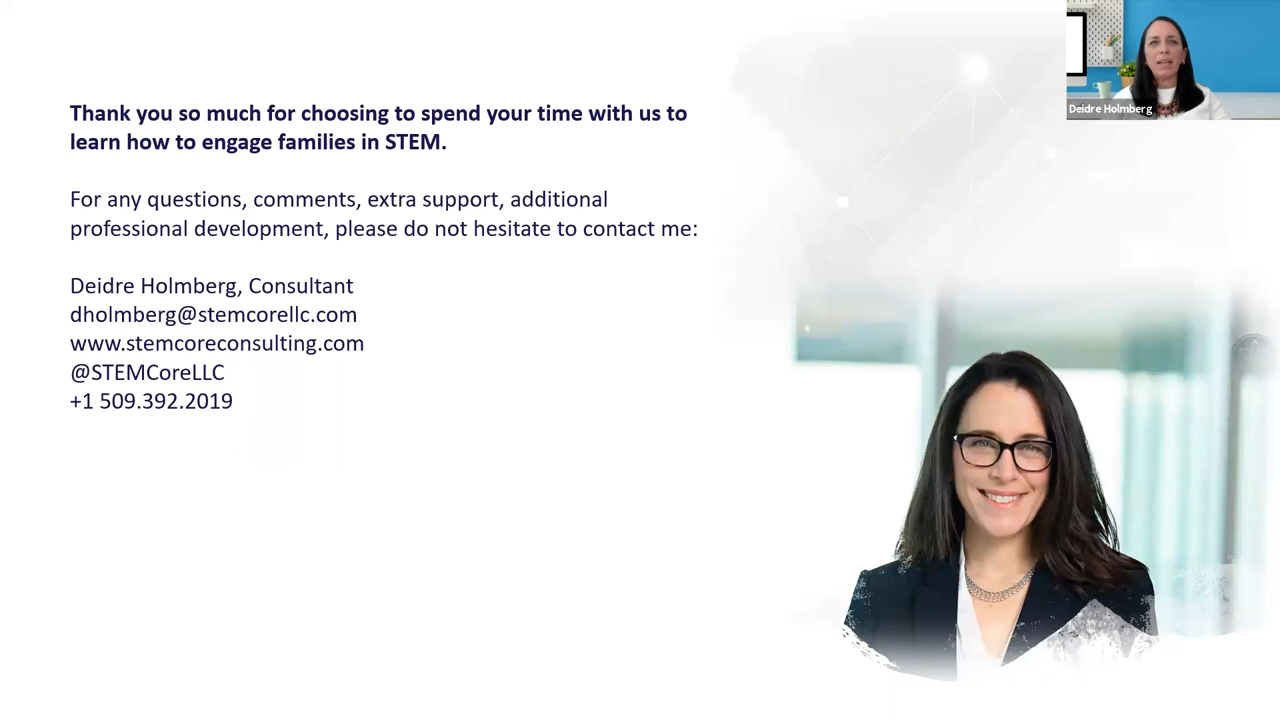 Thank you so much for choosing to spend your time with us to
learn how to engage families in STEM.
For any questions, comments, extra support, additional
professional development, please do not hesitate to contact me:
Deidre Holmberg, Consultant
dholmberg@stemcorellc.com
www.stemcoreconsulting.com
@STEMCoreLLC
+1 509.392.2019
Deidre Holmberg